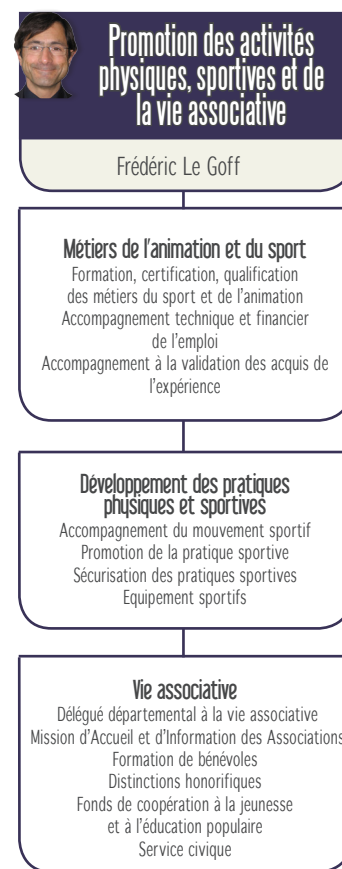 Promotion des activités
physiques, sportives et de
la vie associative
Frédéric Le Goff
Métiers de l'animation et du sport
Formation, certification, qualification
des métiers du sport et de l'animation
Accompagnement technique et financier
de l'emploi
Accompagnement à la validation des acquis de
l'expérience
Développement des pratiques
physiques et sportives
Accompagnement du mouvement sportif
Promotion de la pratique sportive
Sécurisation des pratiques sportives
Equipement sportifs
Vie associative
Délégué départemental à la vie associative
Mission d'Accueil et d'Information des Associations
Formation de bénévoles
Distinctions honorifiques
Fonds de coopération à la jeunesse
et à l'éducation populaire
Service civique